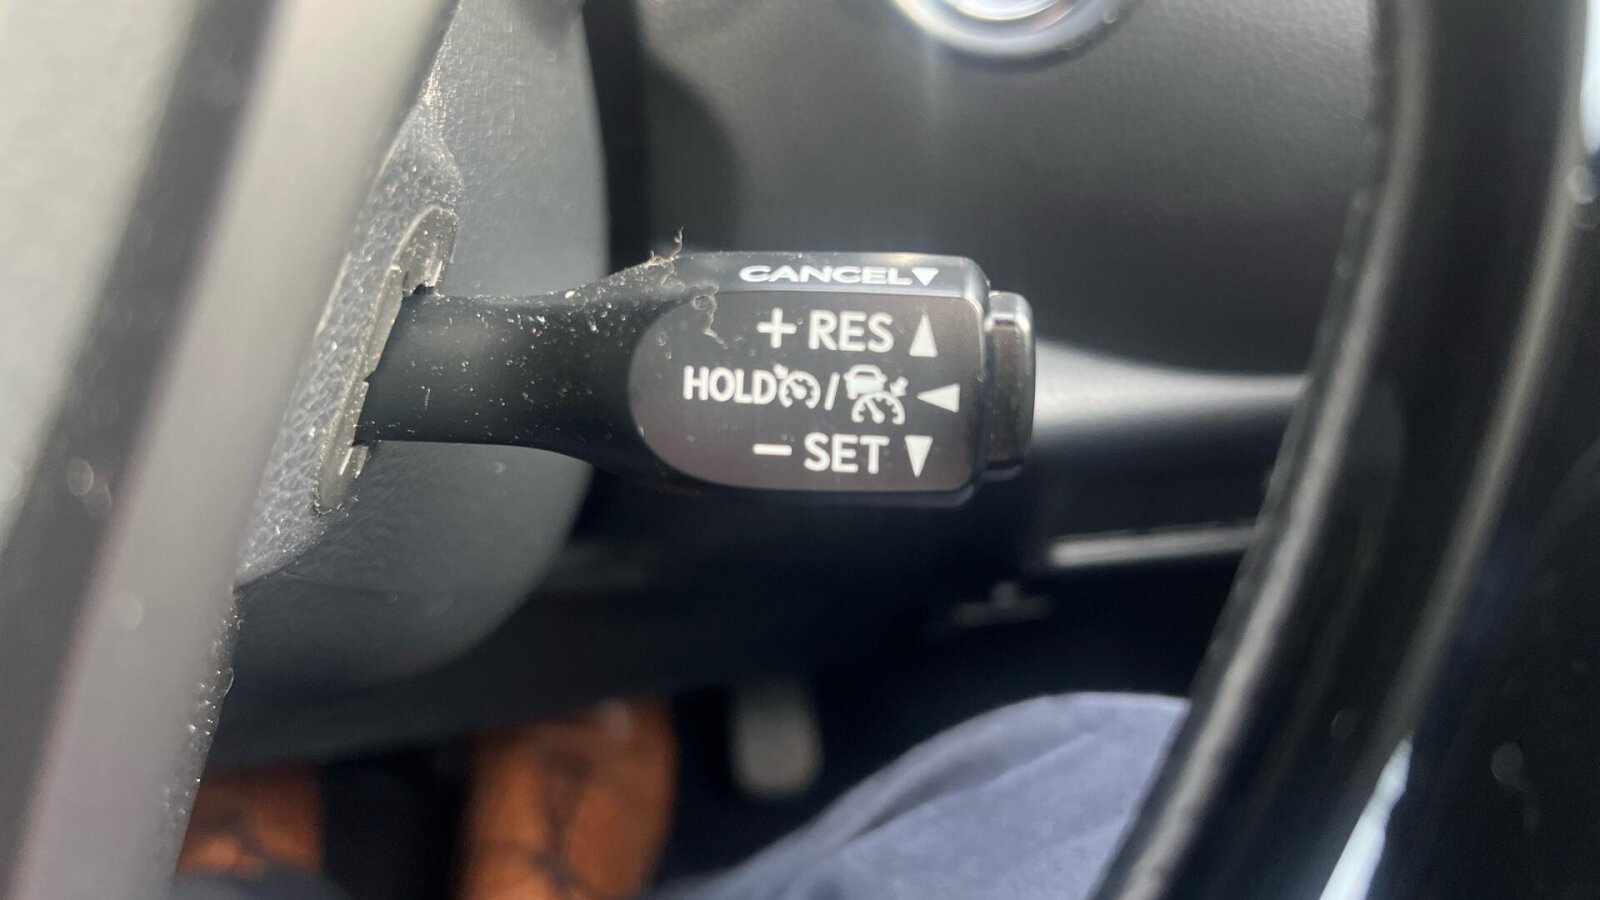 CANCEL▼
+ RES ▲
HOLD / ◀
− SET ▼